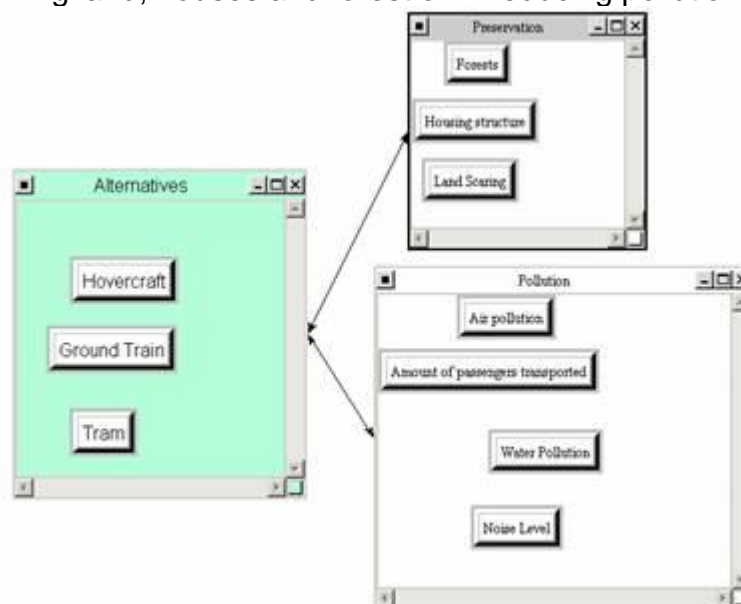 Preservation
Forests
Housing structure
Land Scaring
Alternatives
Hovercraft
Ground Train
Tram
Pollution
Air pollution
Amount of passengers transported
Water Pollution
Noise Level